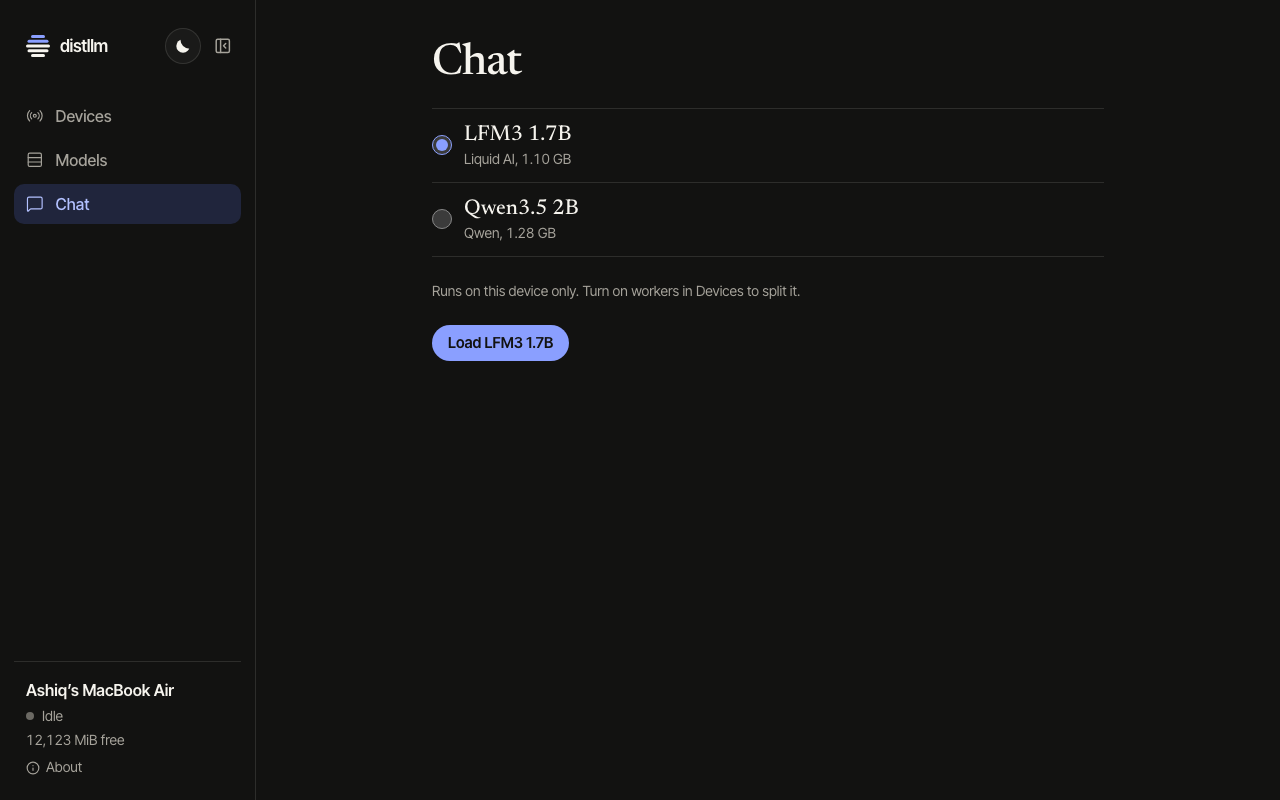 distllm
Devices
Models
Chat
Ashiq’s MacBook Air
Idle
12,123 MiB free
About
Chat
LFM3 1.7B
Liquid AI, 1.10 GB
Qwen3.5 2B
Qwen, 1.28 GB
Runs on this device only. Turn on workers in Devices to split it.
Load LFM3 1.7B